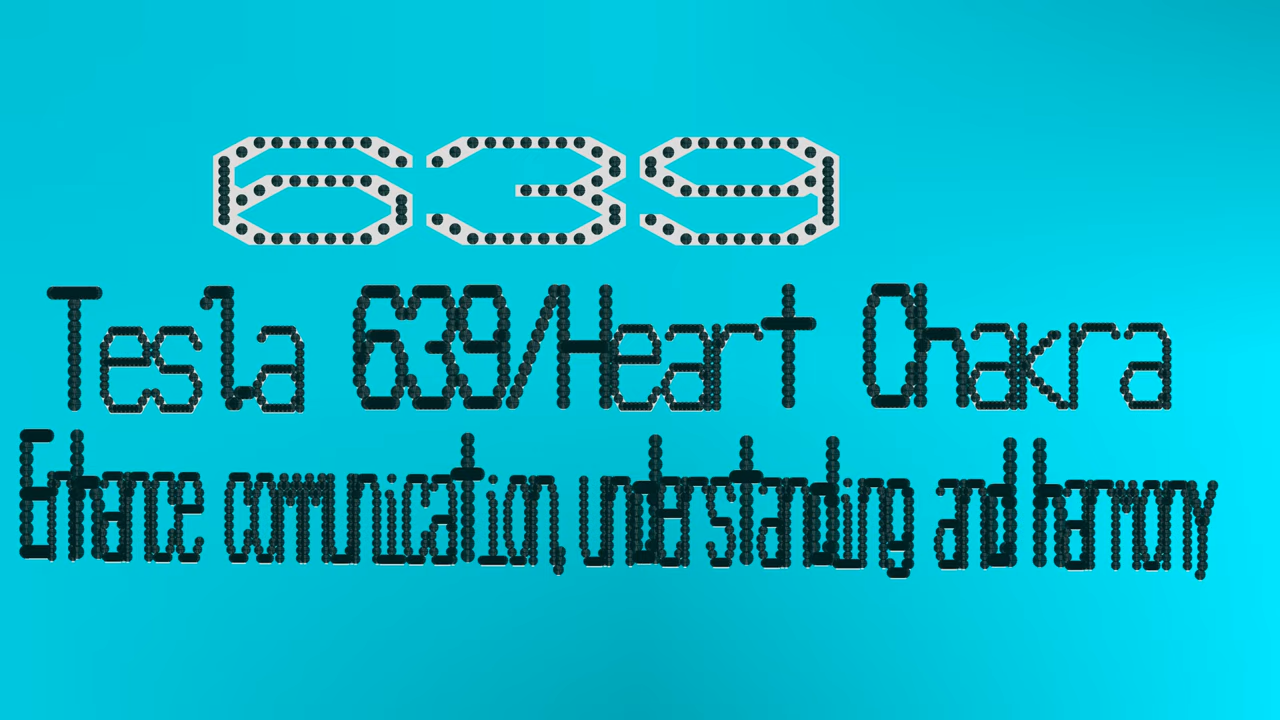 639
Tesla 639/Heart Chakra
Enhance communication, understanding and harmony